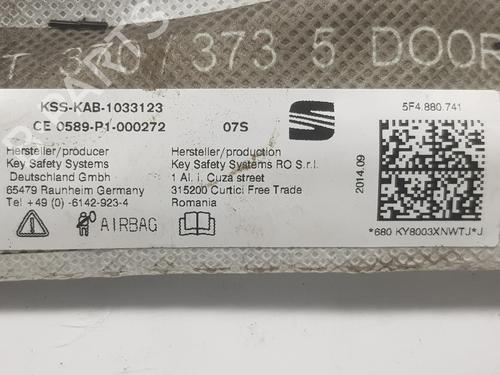 T 370 / 373 5 DOOR
KSS-KAB-1033123
CE 0589-P1-000272
07S
Hersteller/producer
Key Safety Systems
Deutschland Gmbh
65479 Raunheim Germany
Tel +49 (0) -6142-923-4
Hersteller/production
Key Safety Systems RO S.r.l.
1 Al. i. Cuza street
315200 Curtici Free Trade
Romania
AIRBAG
5F4.880.741
2014.09
*680 KY8003XNWTJ*J